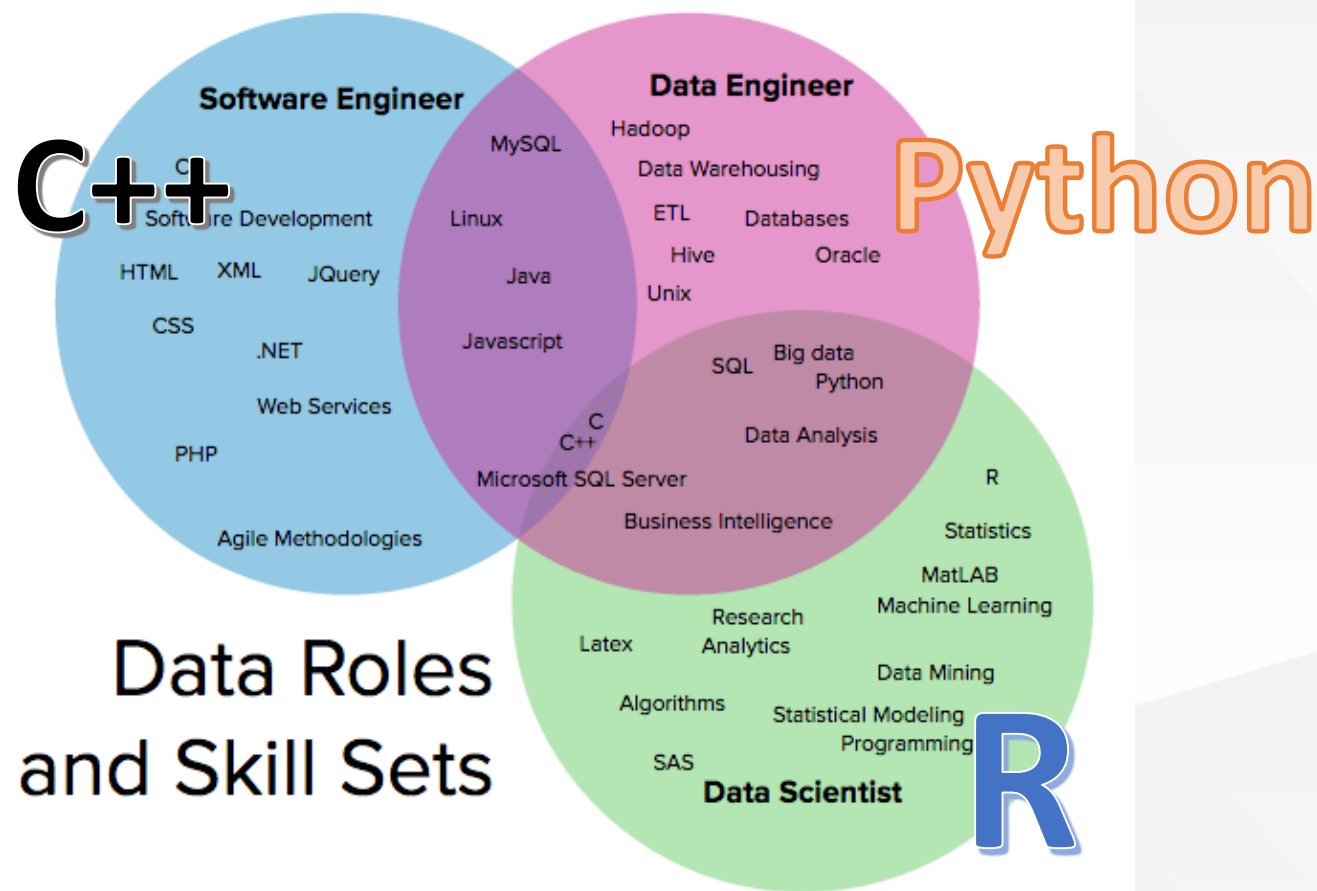 Software Engineer
C++
Software Development
HTML
XML
JQuery
CSS
.NET
Web Services
PHP
Agile Methodologies
MySQL
Linux
Java
Javascript
C
C++
Microsoft SQL Server
Data Engineer
Hadoop
Data Warehousing
ETL
Databases
Hive
Oracle
Unix
Python
SQL
Big data
Python
Data Analysis
Business Intelligence
R
Statistics
MatLAB
Machine Learning
Research
Analytics
Latex
Data Mining
Algorithms
Statistical Modeling
Programming
SAS
Data Scientist
R
Data Roles
and Skill Sets